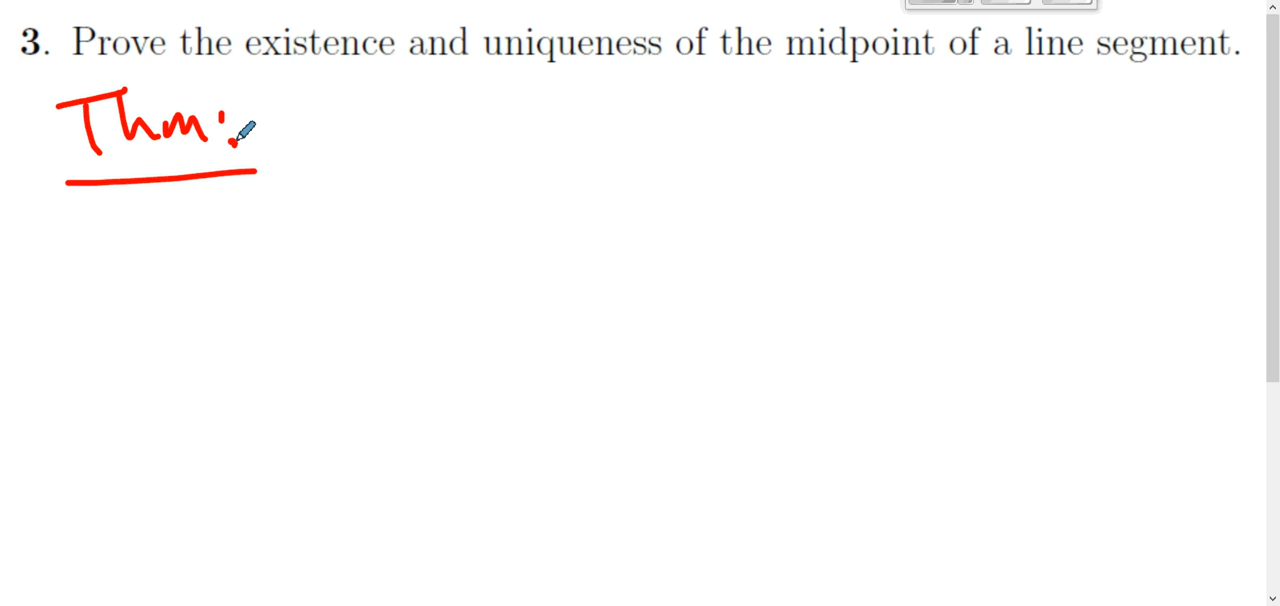 3. Prove the existence and uniqueness of the midpoint of a line segment.
Thm: